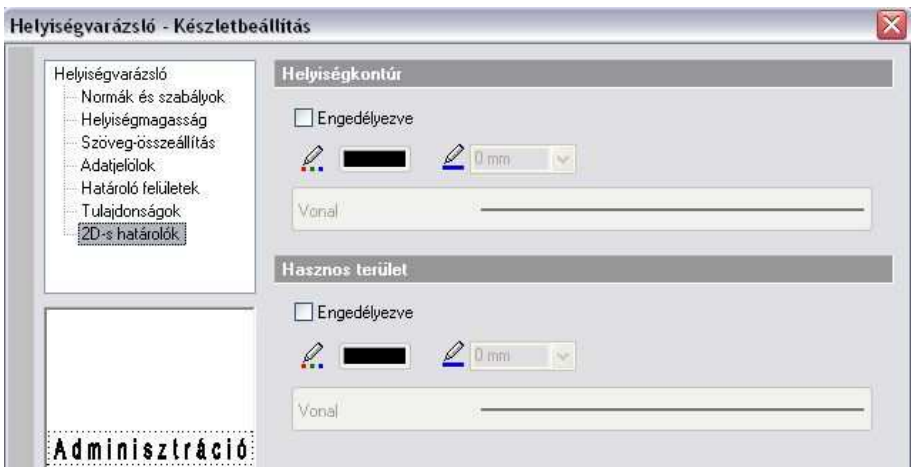 Helyiségvarázsló - Készletbeállítás
Helyiségvarázsló
Normák és szabályok
Helyiségmagasság
Szöveg-összeállítás
Adatjelölok
Határoló felületek
Tulajdonságok
2D-s határolók
Adminisztráció
Helyiségkontúr
Engedélyezve
0 mm
Vonal
Hasznos terület
Engedélyezve
0 mm
Vonal